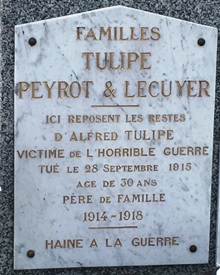 FAMILLES
TULIPE
PEYROT & LECUYER
ICI REPOSENT LES RESTES
D'ALFRED TULIPE
VICTIME DE L'HORRIBLE GUERRE
TUÉ LE 28 SEPTEMBRE 1915
AGE DE 30 ANS
PÈRE DE FAMILLE
1914-1918
HAINE A LA GUERRE